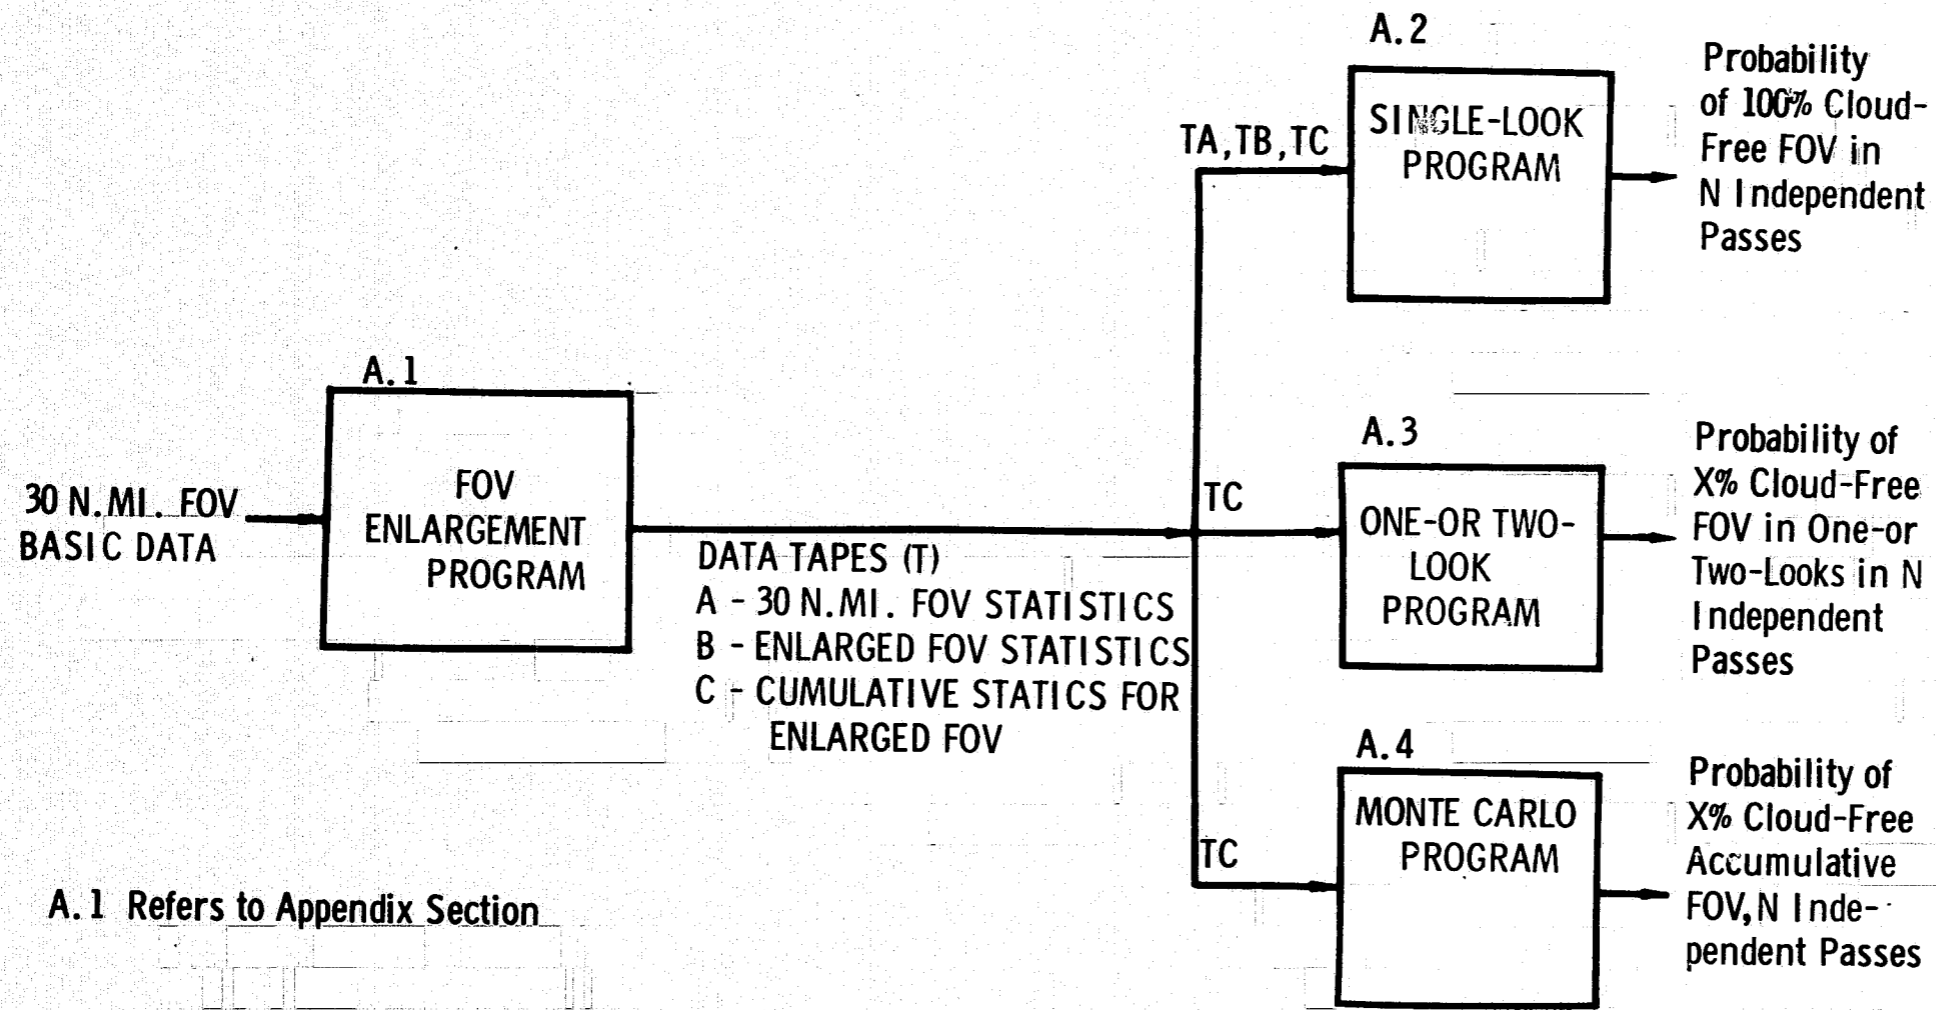 A.2
SINGLE-LOOK
PROGRAM
TA,TB,TC
Probability
of 100% Cloud-
Free FOV in
N Independent
Passes
A.1
30 N.MI. FOV
BASIC DATA
FOV
ENLARGEMENT
PROGRAM
DATA TAPES (T)
A - 30 N.MI. FOV STATISTICS
B - ENLARGED FOV STATISTICS
C - CUMULATIVE STATICS FOR
ENLARGED FOV
A.3
TC
ONE-OR TWO-
LOOK
PROGRAM
Probability of
X% Cloud-Free
FOV in One-or
Two-Looks in N
Independent
Passes
A.4
TC
MONTE CARLO
PROGRAM
Probability of
X% Cloud-Free
Accumulative
FOV, N Inde-
pendent Passes
A.1 Refers to Appendix Section